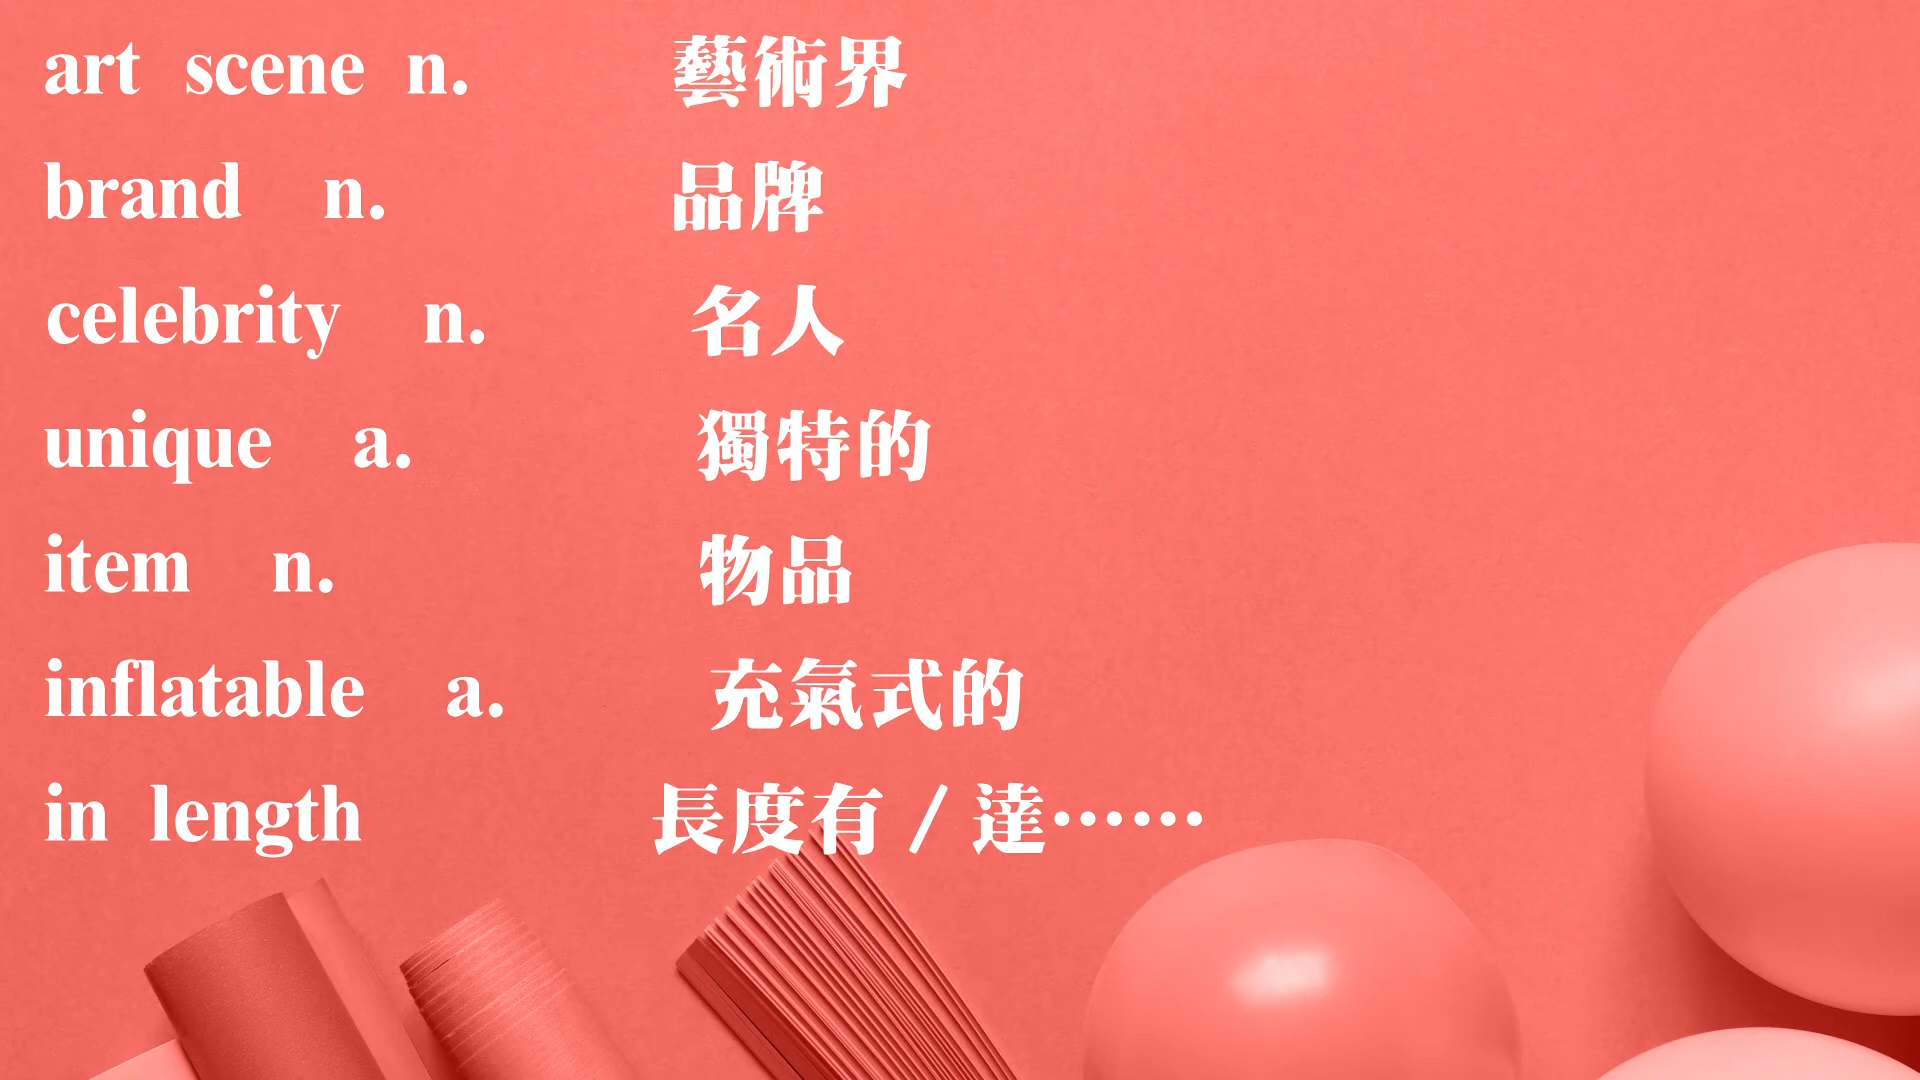 art scene n. 藝術界
brand n. 品牌
celebrity n. 名人
unique a. 獨特的
item n. 物品
inflatable a. 充氣式的
in length 長度有/達⋯⋯